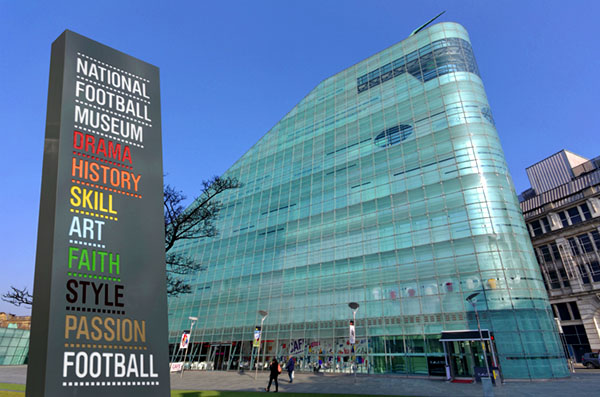 NATIONAL
FOOTBALL
MUSEUM
DRAMA
HISTORY
SKILL
ART
FAITH
STYLE
PASSION
FOOTBALL